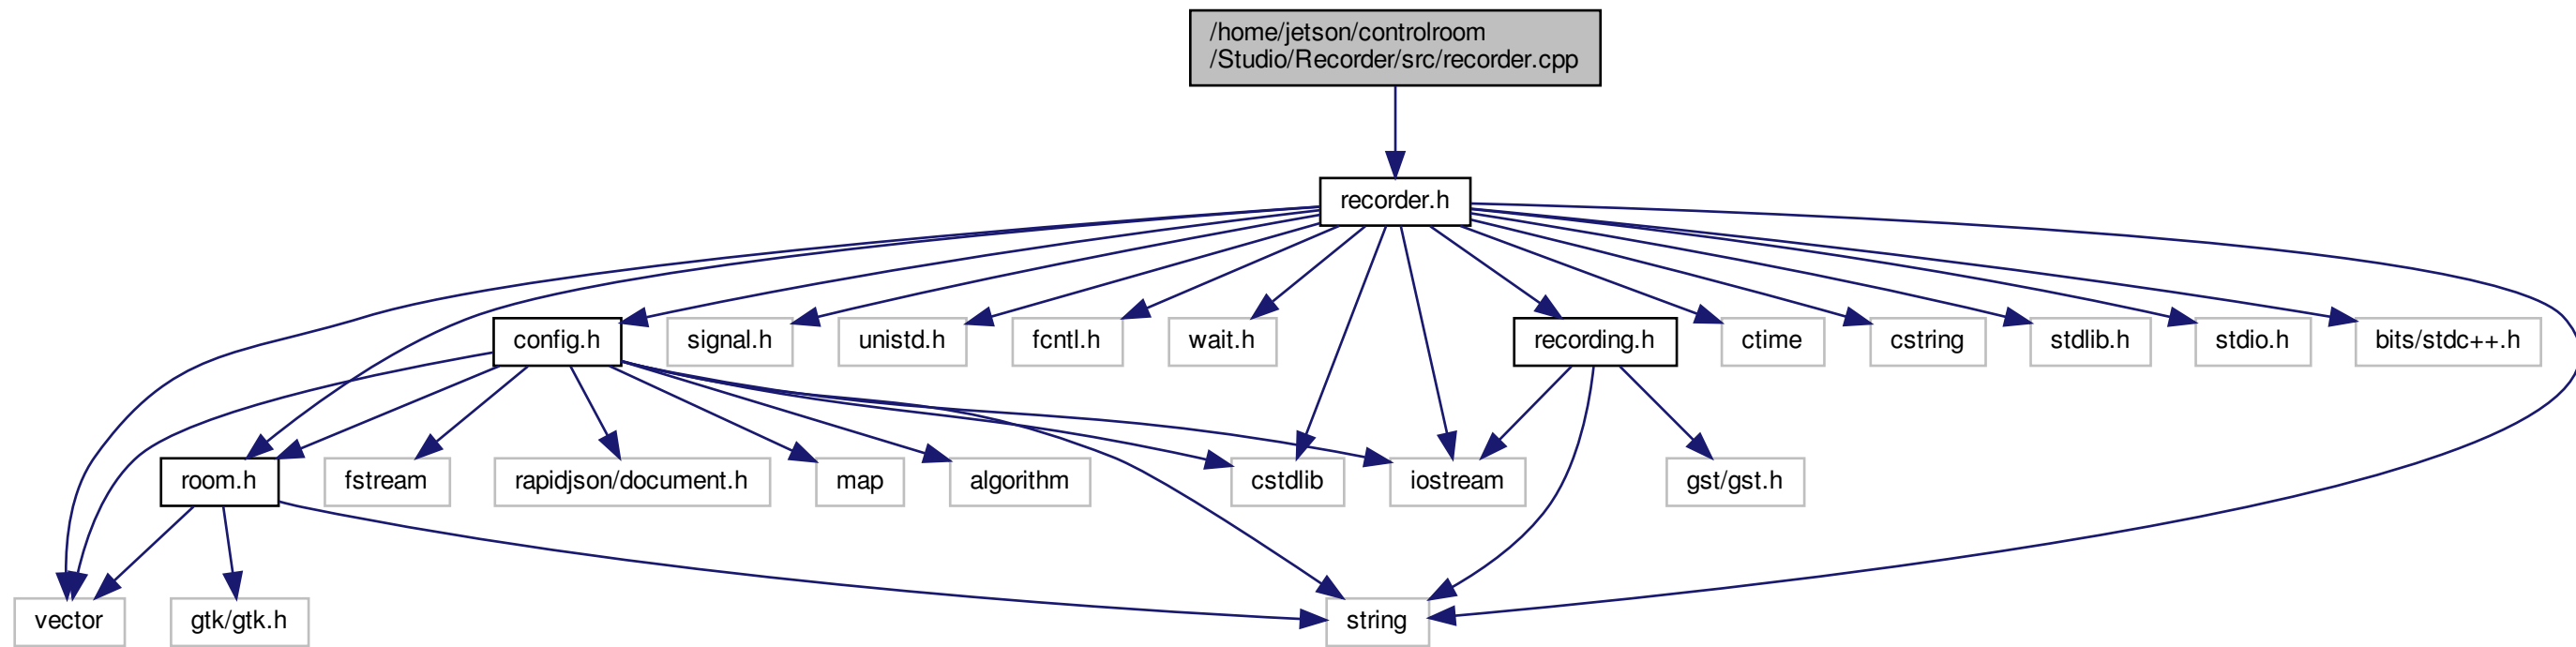 /home/jetson/controlroom
/Studio/Recorder/src/recorder.cpp
recorder.h
config.h
signal.h
unistd.h
fcntl.h
wait.h
recording.h
ctime
cstring
stdlib.h
stdio.h
bits/stdc++.h
room.h
fstream
rapidjson/document.h
map
algorithm
cstdlib
iostream
gst/gst.h
vector
gtk/gtk.h
string